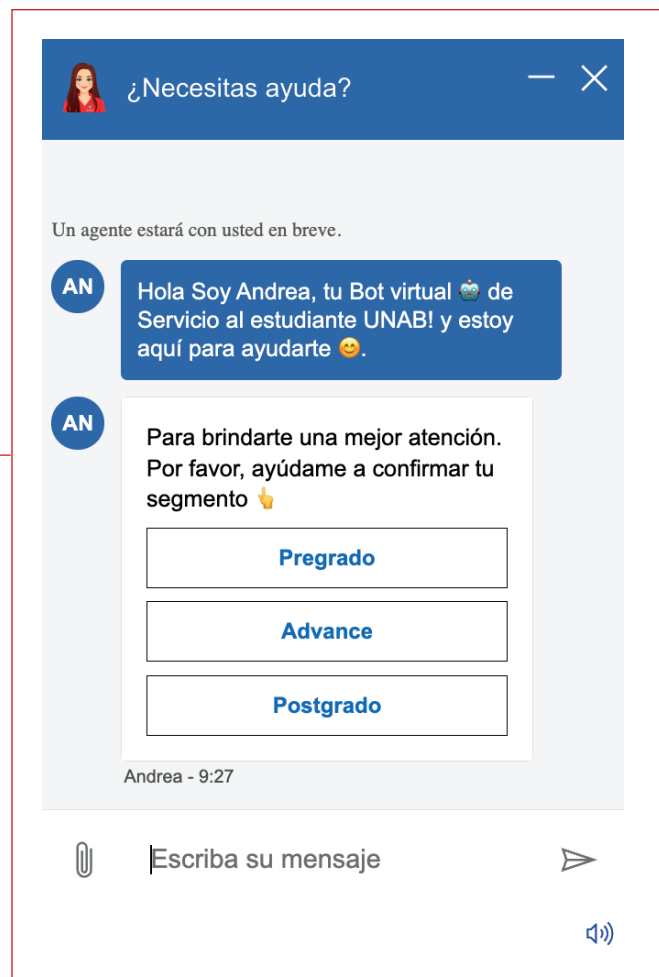 ¿Necesitas ayuda?
Un agente estará con usted en breve.
AN
Hola Soy Andrea, tu Bot virtual 🤖 de
Servicio al estudiante UNAB! y estoy
aquí para ayudarte 😊.
AN
Para brindarte una mejor atención.
Por favor, ayúdame a confirmar tu
segmento 👆
Pregrado
Advance
Postgrado
Andrea - 9:27
Escriba su mensaje